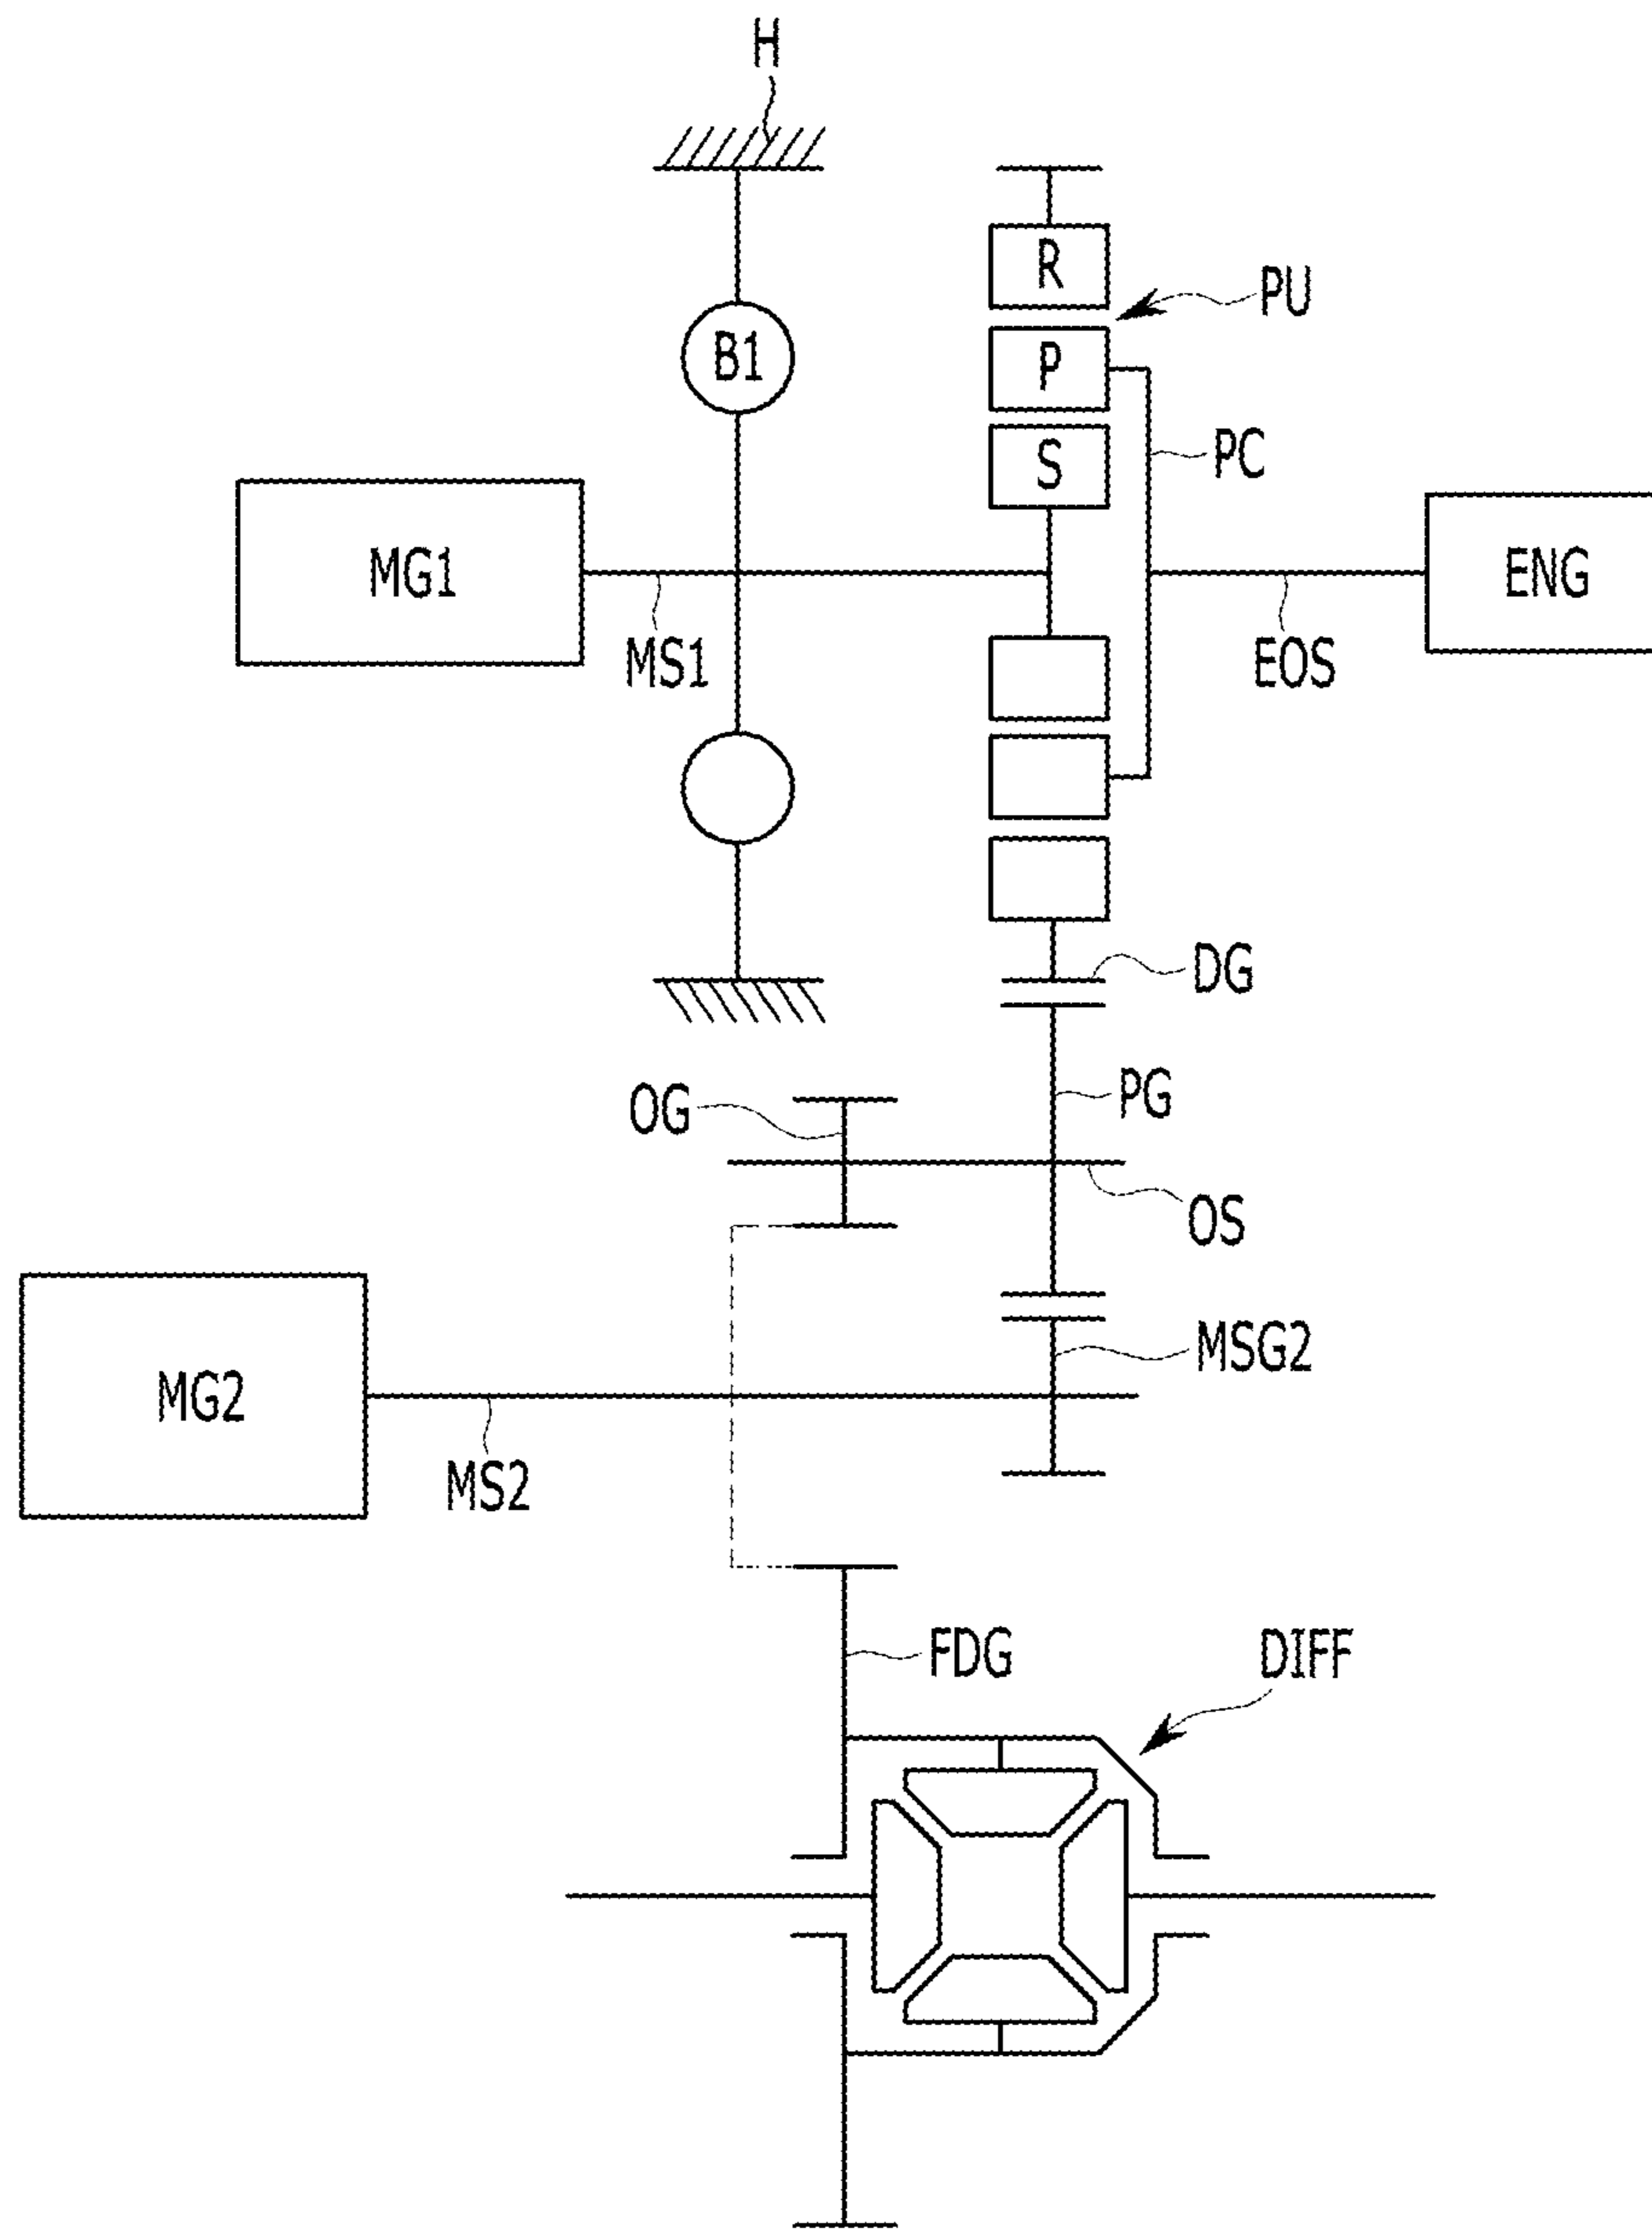 H
R
PU
B1
P
PC
S
MG1
ENG
MS1
EOS
DG
OG
PG
OS
MSG2
MG2
MS2
FDG
DIFF